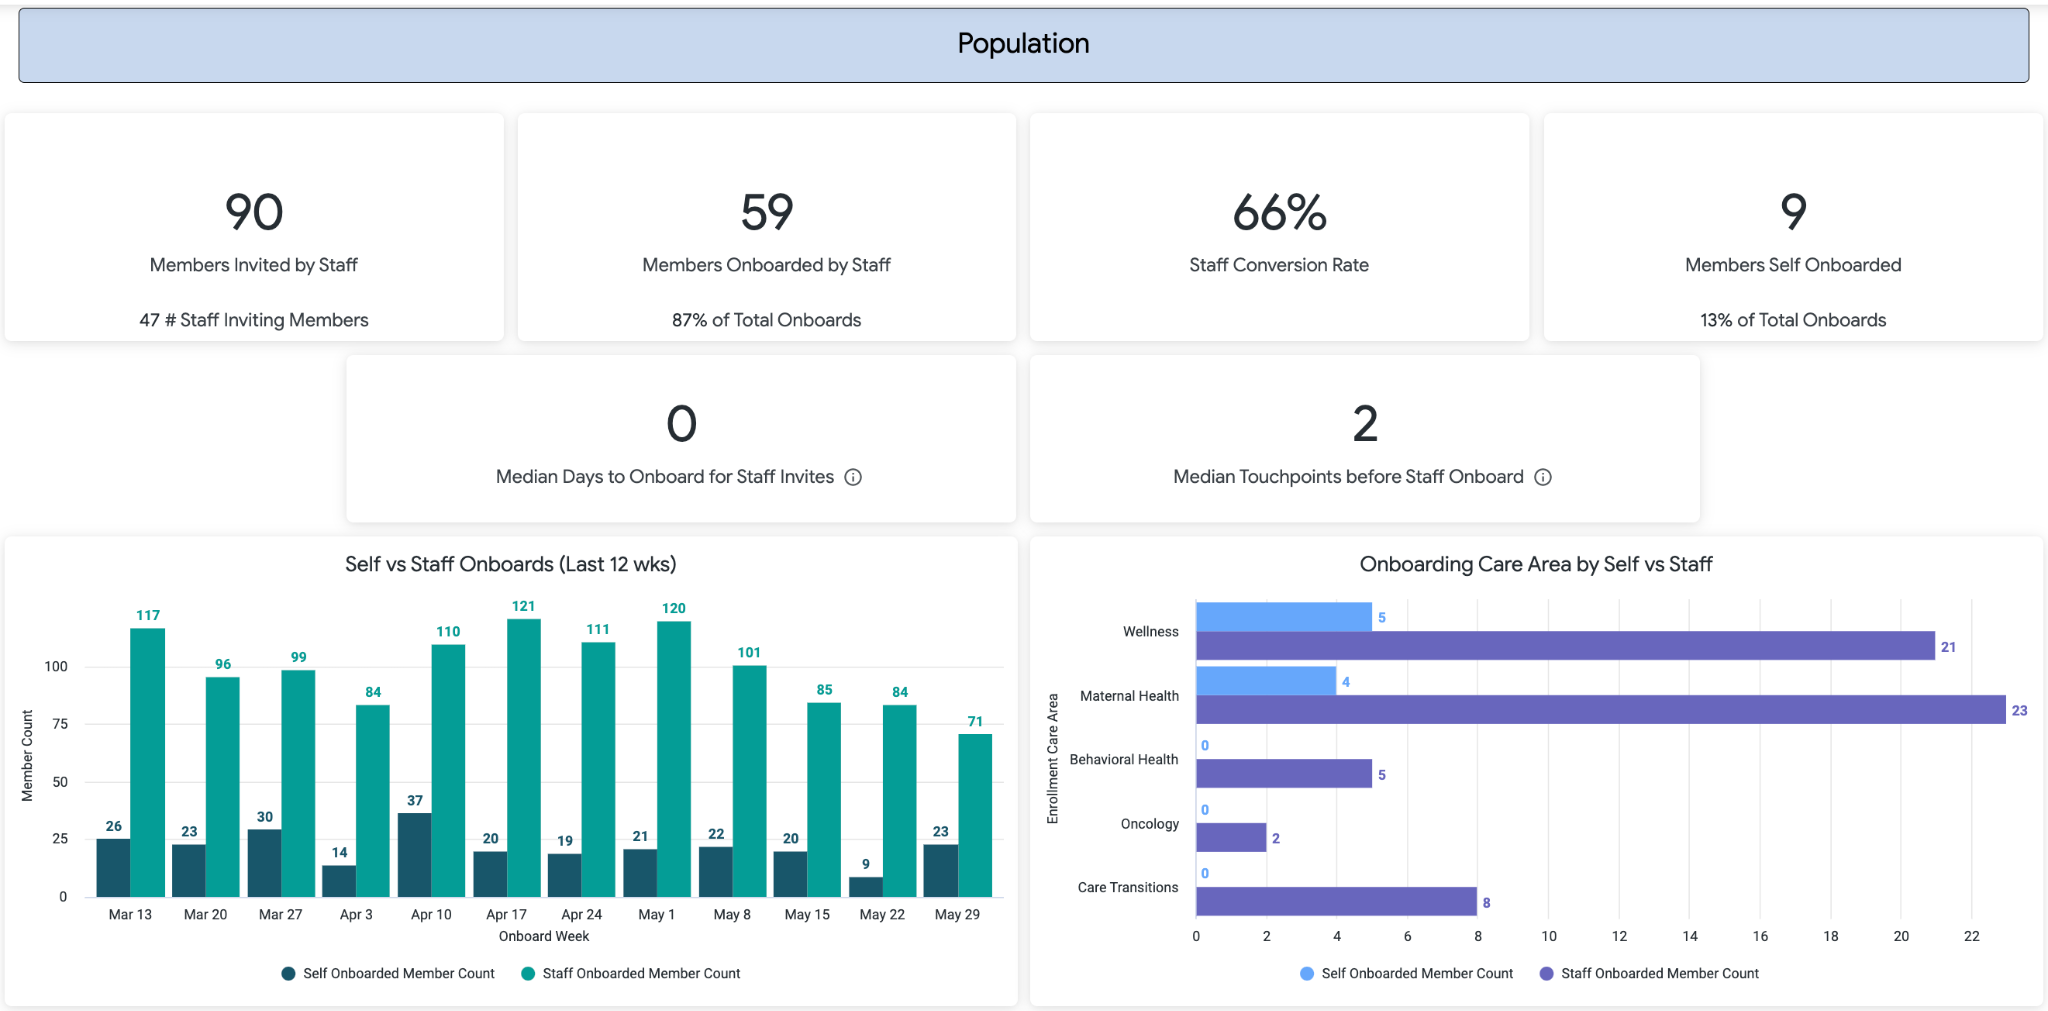 Population
90
Members Invited by Staff
47 # Staff Inviting Members
59
Members Onboarded by Staff
87% of Total Onboards
66%
Staff Conversion Rate
9
Members Self Onboarded
13% of Total Onboards
0
Median Days to Onboard for Staff Invites
2
Median Touchpoints before Staff Onboard
Self vs Staff Onboards (Last 12 wks)
Member Count
100
75
50
25
0
26
117
23
96
30
99
14
84
37
110
20
121
19
111
21
120
22
101
20
85
9
84
23
71
Mar 13
Mar 20
Mar 27
Apr 3
Apr 10
Apr 17
Apr 24
May 1
May 8
May 15
May 22
May 29
Onboard Week
Self Onboarded Member Count
Staff Onboarded Member Count
Onboarding Care Area by Self vs Staff
Enrollment Care Area
Wellness
5
21
Maternal Health
4
23
Behavioral Health
0
5
Oncology
0
2
Care Transitions
0
8
0
2
4
6
8
10
12
14
16
18
20
22
Self Onboarded Member Count
Staff Onboarded Member Count